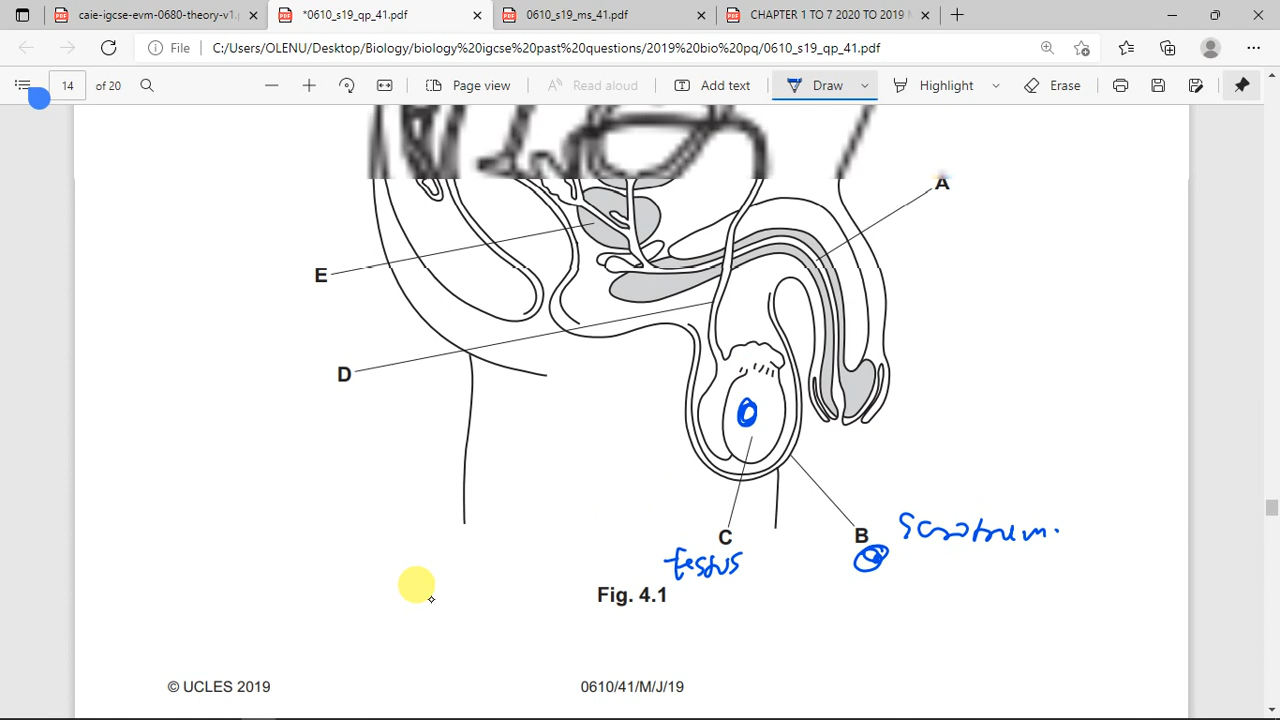 caie-igcse-evm-0680-theory-v1.p
*0610_s19_qp_41.pdf
0610_s19_ms_41.pdf
CHAPTER 1 TO 7 2020 TO 2019 M
File C:/Users/OLENU/Desktop/Biology/biology%20igcse%20past%20questions/2019%20bio%20pq/0610_s19_qp_41.pdf
14 of 20 Page view Read aloud Add text Draw Highlight Erase
A
E
D
C
B
testis
Fig. 4.1
© UCLES 2019 0610/41/M/J/19